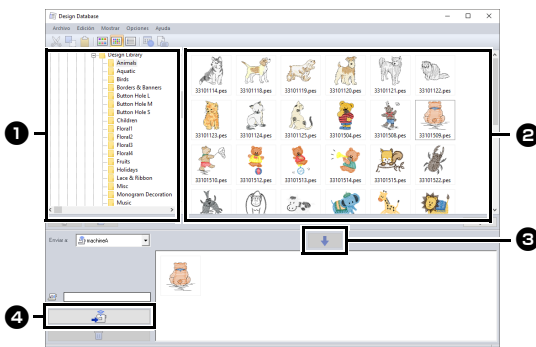 Design Database
Archivo Edición Mostrar Opciones Ayuda
Design Library
Animals
Aquatic
Birds
Borders & Banners
Button Hole L
Button Hole M
Button Hole S
Children
Floral1
Floral2
Floral3
Floral4
Fruits
Holidays
Lace & Ribbon
Misc
Monogram Decoration
Music
33101114.pes 33101118.pes 33101119.pes 33101120.pes 33101121.pes 33101122.pes
33101123.pes 33101124.pes 33101125.pes 33101504.pes 33101508.pes 33101509.pes
33101510.pes 33101512.pes 33101513.pes 33101514.pes 33101515.pes 33101522.pes
1
2
3
4
Enviar a:
machineA